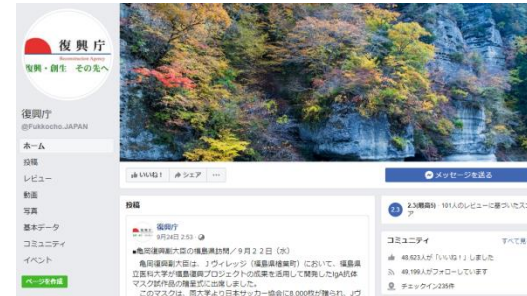 復興庁
Reconstruction Agency
復興・創生 その先へ
復興庁
@Fukkocho.JAPAN
ホーム
投稿
レビュー
動画
写真
基本データ
コミュニティ
イベント
ページを作成
いいね! シェア ...
メッセージを送る
投稿
復興庁
9月24日 2:53
■亀岡復興副大臣の福島県訪問/9月22日(水)
亀岡復興副大臣は、Jヴィレッジ(福島県楢葉町)において、福島県
立医科大学が福島復興プロジェクトの成果を活用して開発したIgA抗体
マスク試作品の贈呈式に出席しました。
このマスクは、同大学より日本サッカー協会に8,000枚が贈られ、Jヴ
2.3 2.3(最高5) 101人のレビューに基づいたスコ
ア
コミュニティ すべて見
49,623人が「いいね!」しました
49,199人がフォローしています
チェックイン235件